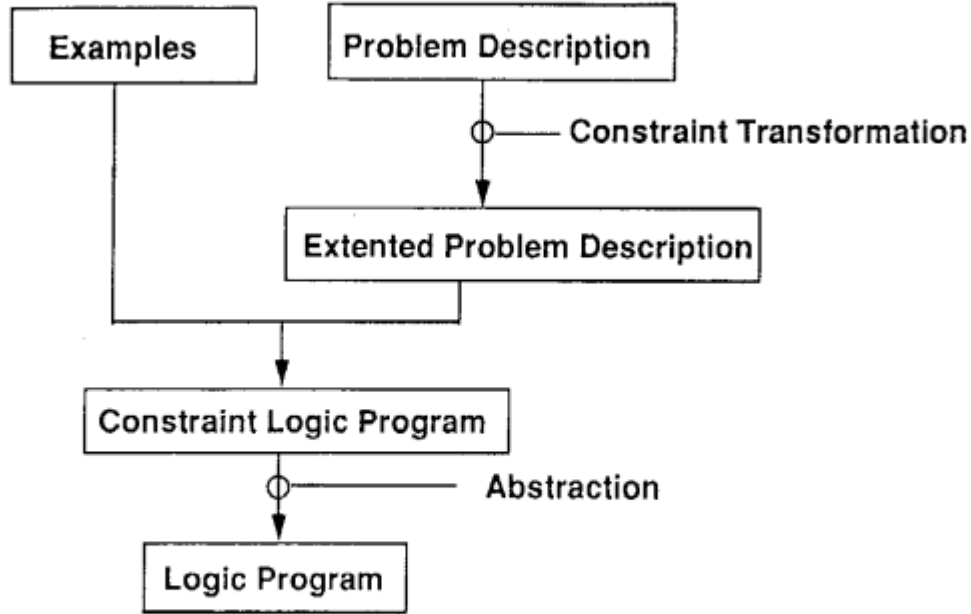 Examples
Problem Description
Constraint Transformation
Extented Problem Description
Constraint Logic Program
Abstraction
Logic Program